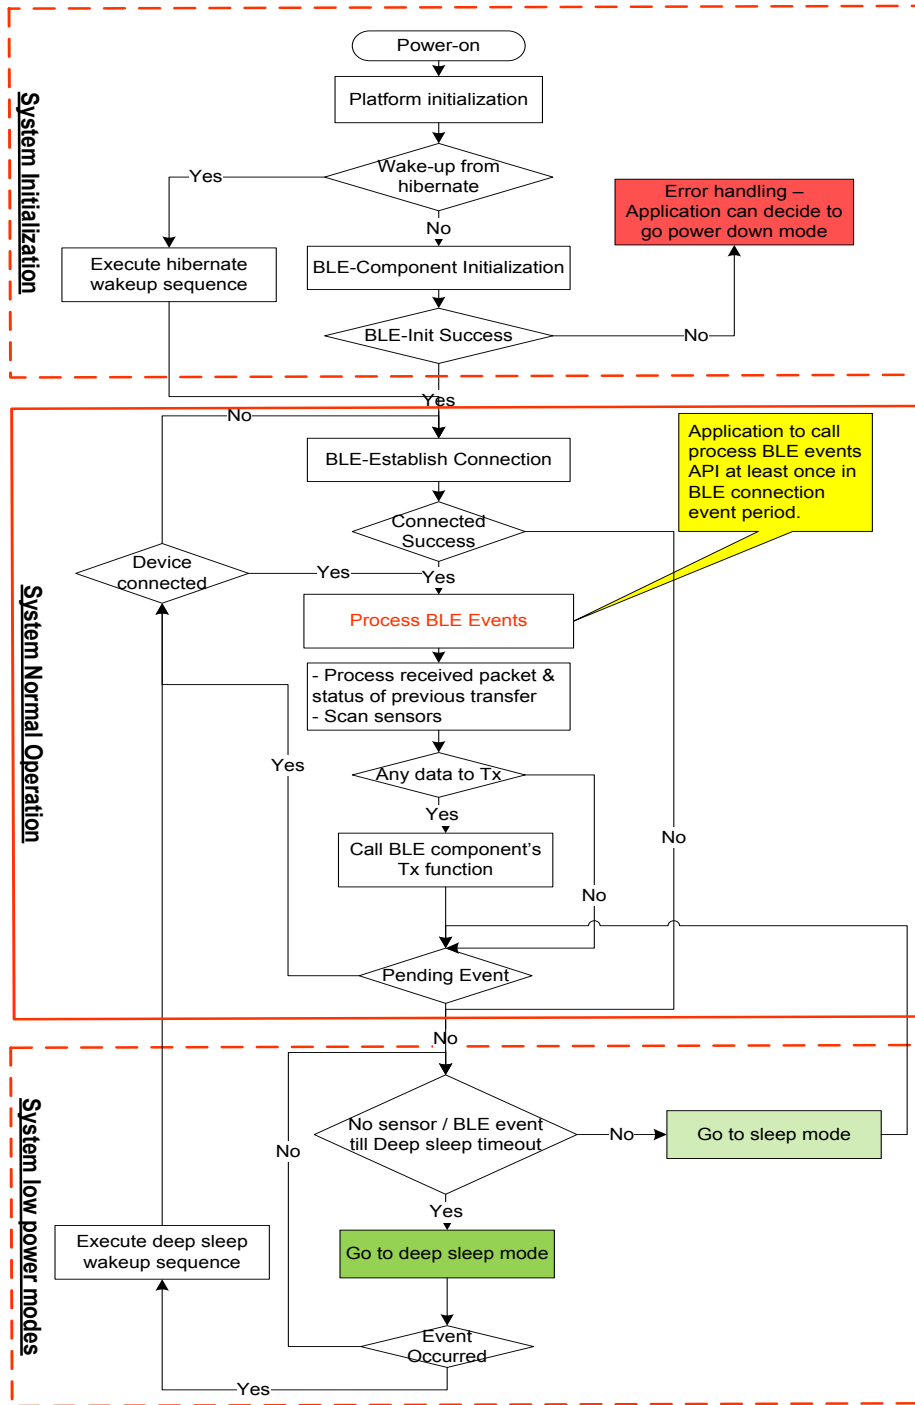 System Initialization
Power-on
Platform initialization
Wake-up from
hibernate
Yes
No
Execute hibernate
wakeup sequence
BLE-Component Initialization
Error handling –
Application can decide to
go power down mode
BLE-Init Success
No
Yes
System Normal Operation
No
BLE-Establish Connection
Application to call
process BLE events
API at least once in
BLE connection
event period.
Connected
Success
Device
connected
Yes
Yes
Process BLE Events
- Process received packet &
status of previous transfer
- Scan sensors
Yes
Any data to Tx
Yes
No
Call BLE component's
Tx function
No
Pending Event
No
System low power modes
No sensor / BLE event
till Deep sleep timeout
No
Go to sleep mode
No
Yes
Execute deep sleep
wakeup sequence
Go to deep sleep mode
Event
Occurred
Yes